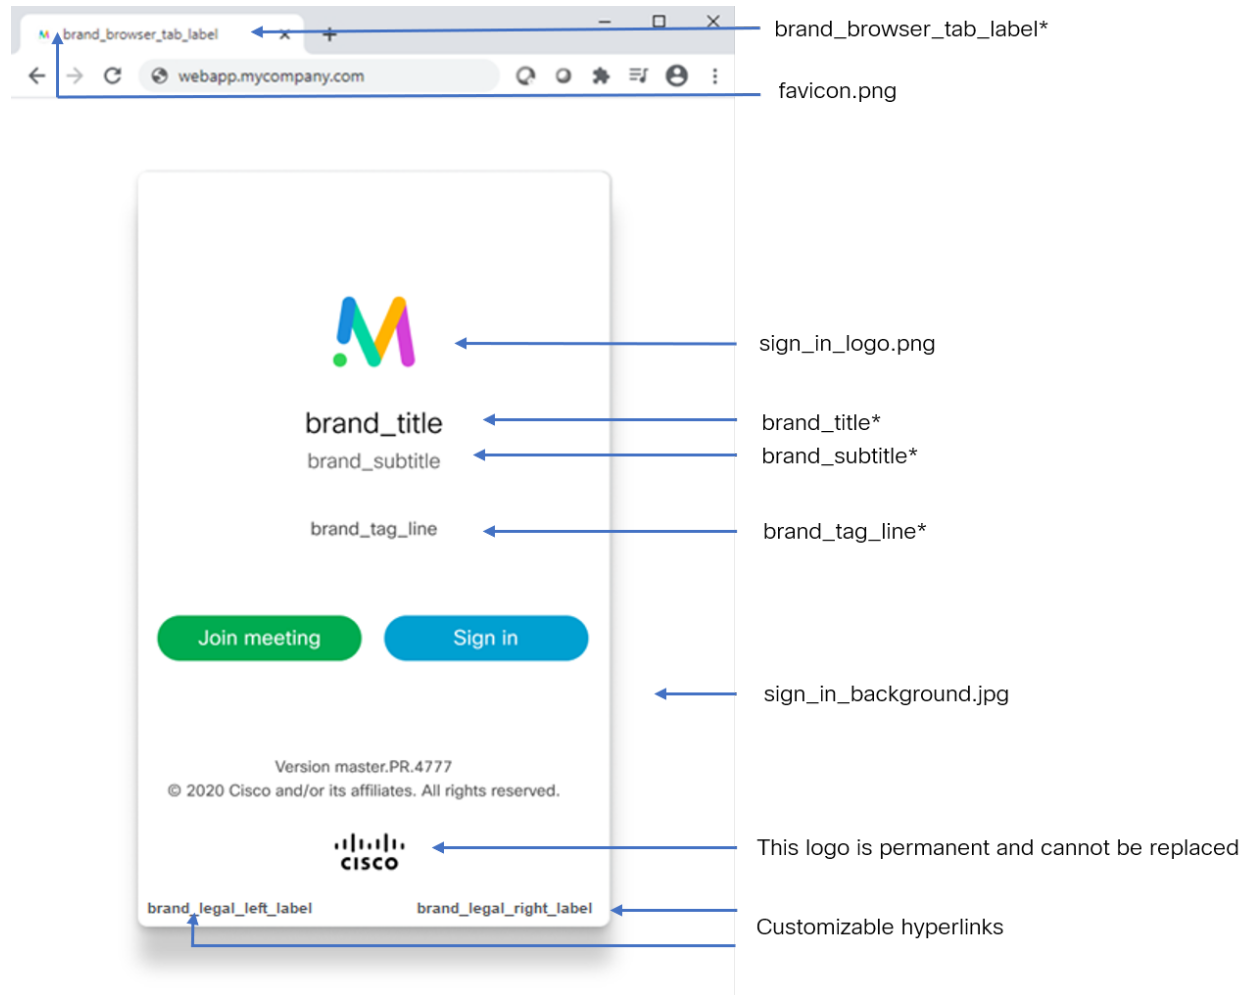 brand_browser_tab_label
brand_browser_tab_label*
webapp.mycompany.com
favicon.png
sign_in_logo.png
brand_title
brand_title*
brand_subtitle
brand_subtitle*
brand_tag_line
brand_tag_line*
Join meeting
Sign in
sign_in_background.jpg
Version master.PR.4777
© 2020 Cisco and/or its affiliates. All rights reserved.
CISCO
This logo is permanent and cannot be replaced
brand_legal_left_label
brand_legal_right_label
Customizable hyperlinks